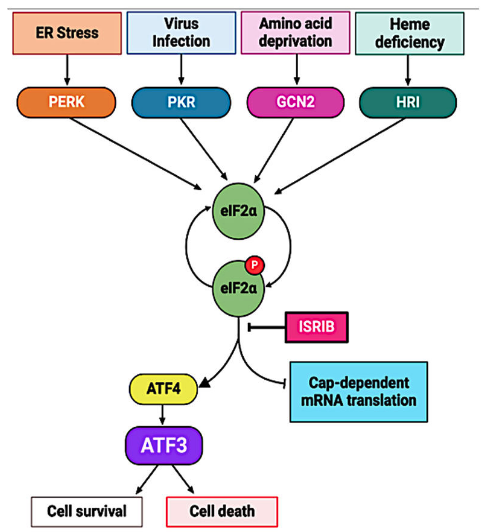 ER Stress
Virus
Infection
Amino acid
deprivation
Heme
deficiency
PERK
PKR
GCN2
HRI
eIF2α
P
eIF2α
ISRIB
ATF4
Cap-dependent
mRNA translation
ATF3
Cell survival
Cell death